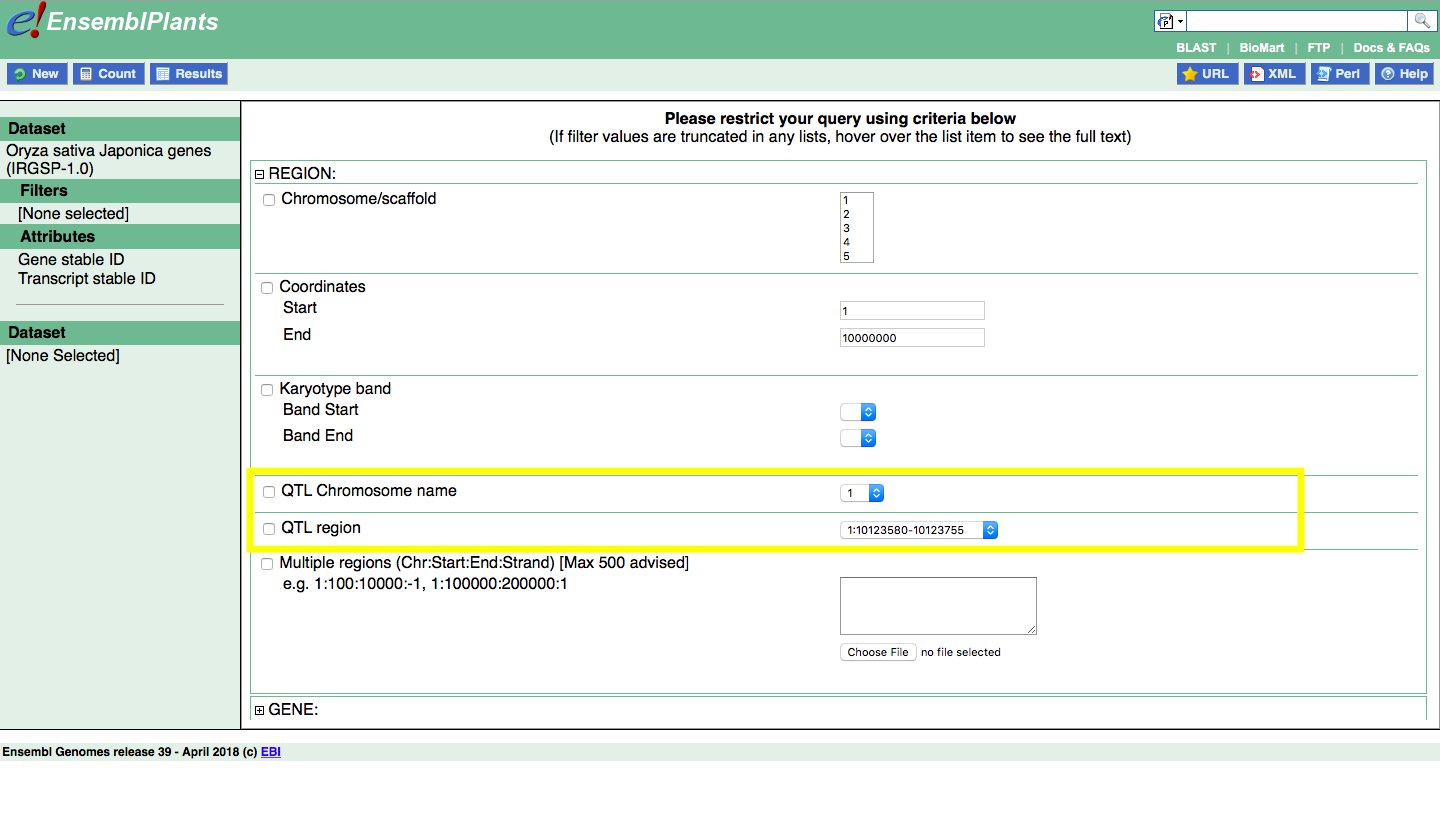 e!EnsemblPlants
BLAST | BioMart | FTP | Docs & FAQs
New Count Results URL XML Perl Help
Please restrict your query using criteria below
(If filter values are truncated in any lists, hover over the list item to see the full text)
Dataset
Oryza sativa Japonica genes
(IRGSP-1.0)
Filters
[None selected]
Attributes
Gene stable ID
Transcript stable ID
Dataset
[None Selected]
REGION:
Chromosome/scaffold
1
2
3
4
5
Coordinates
Start 1
End 10000000
Karyotype band
Band Start
Band End
QTL Chromosome name 1
QTL region 1:10123580-10123755
Multiple regions (Chr:Start:End:Strand) [Max 500 advised]
e.g. 1:100:10000:-1, 1:100000:200000:1
Choose File no file selected
GENE:
Ensembl Genomes release 39 - April 2018 (c) EBI